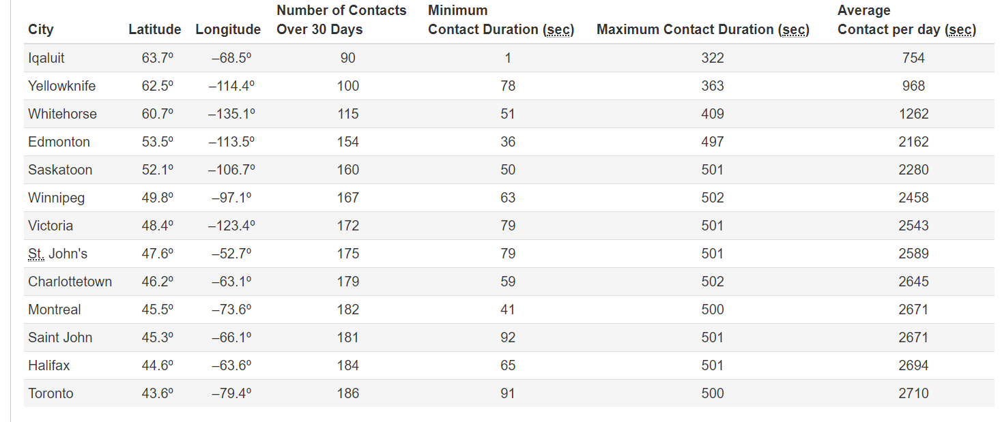 Number of Contacts Minimum Average
City Latitude Longitude Over 30 Days Contact Duration (sec) Maximum Contact Duration (sec) Contact per day (sec)
Iqaluit 63.7º –68.5º 90 1 322 754
Yellowknife 62.5º –114.4º 100 78 363 968
Whitehorse 60.7º –135.1º 115 51 409 1262
Edmonton 53.5º –113.5º 154 36 497 2162
Saskatoon 52.1º –106.7º 160 50 501 2280
Winnipeg 49.8º –97.1º 167 63 502 2458
Victoria 48.4º –123.4º 172 79 501 2543
St. John's 47.6º –52.7º 175 79 501 2589
Charlottetown 46.2º –63.1º 179 59 502 2645
Montreal 45.5º –73.6º 182 41 500 2671
Saint John 45.3º –66.1º 181 92 501 2671
Halifax 44.6º –63.6º 184 65 501 2694
Toronto 43.6º –79.4º 186 91 500 2710